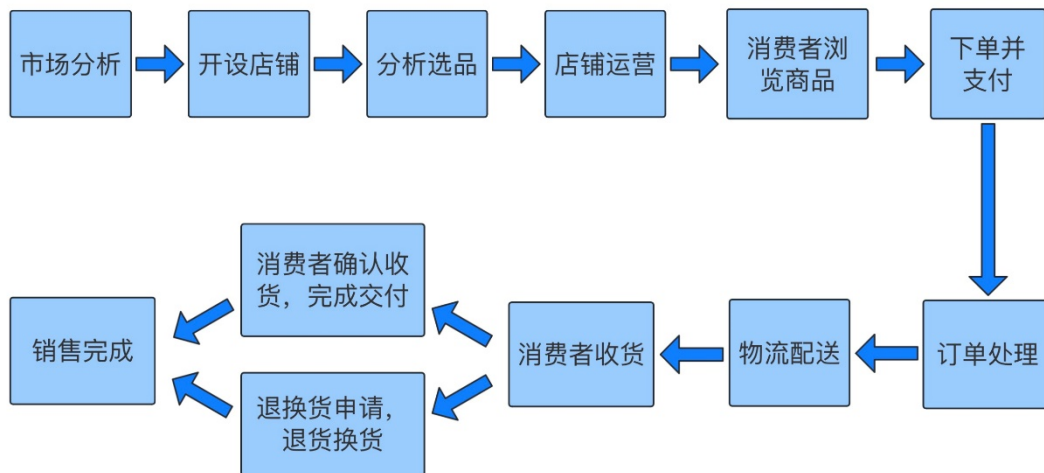 市场分析
开设店铺
分析选品
店铺运营
消费者浏
览商品
下单并
支付
订单处理
物流配送
消费者收货
消费者确认收
货，完成交付
退换货申请，
退货换货
销售完成